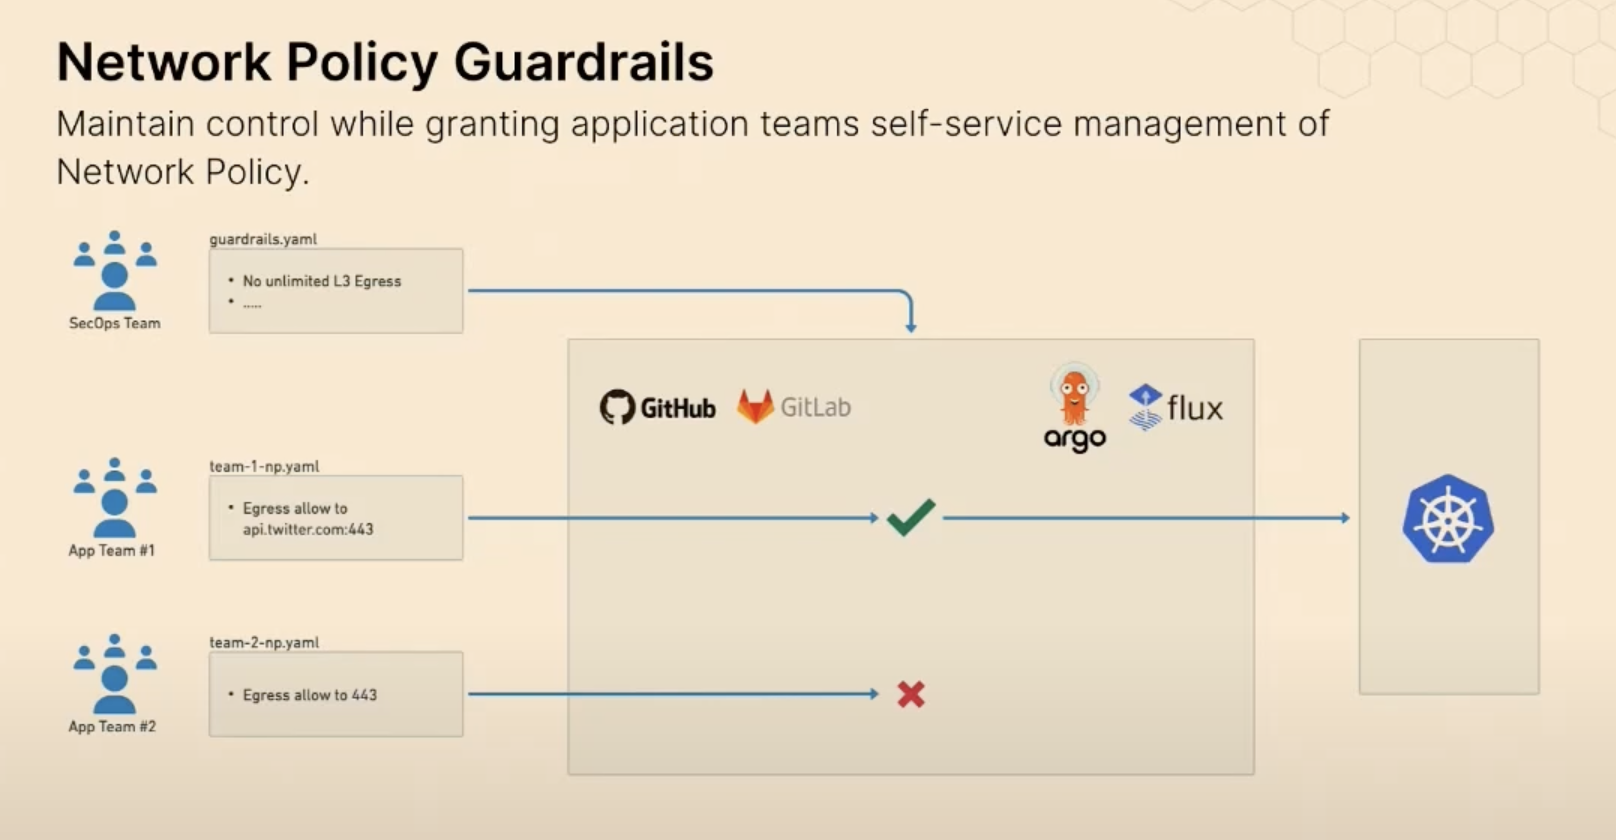 Network Policy Guardrails
Maintain control while granting application teams self-service management of
Network Policy.
guardrails.yaml
• No unlimited L3 Egress
• .....
SecOps Team
GitHub
GitLab
argo
flux
team-1-np.yaml
• Egress allow to
api.twitter.com:443
App Team #1
team-2-np.yaml
• Egress allow to 443
App Team #2